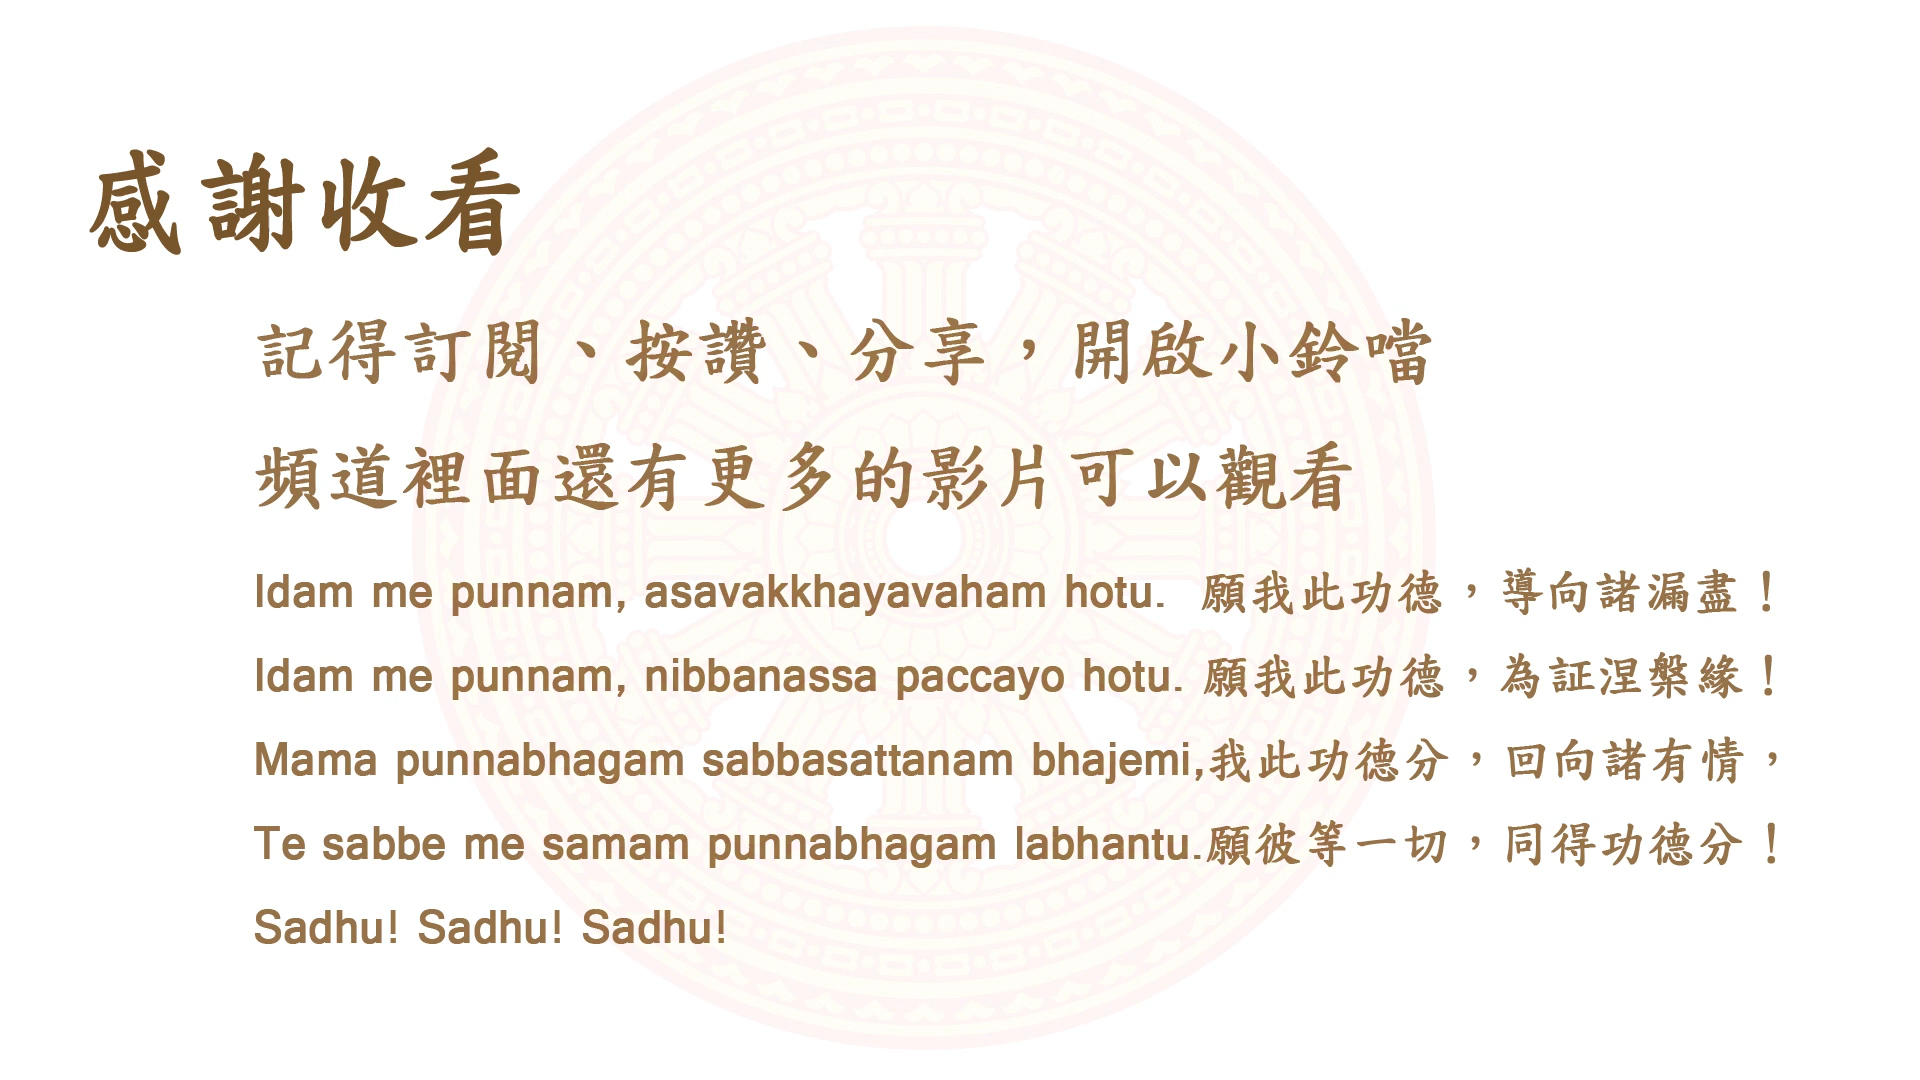 感謝收看
記得訂閱、按讚、分享，開啟小鈴噹
頻道裡面還有更多的影片可以觀看
Idam me punnam, asavakkhayavaham hotu. 願我此功德，導向諸漏盡！
Idam me punnam, nibbanassa paccayo hotu. 願我此功德，為証涅槃緣！
Mama punnabhagam sabbasattanam bhajemi,我此功德分，回向諸有情，
Te sabbe me samam punnabhagam labhantu.願彼等一切，同得功德分！
Sadhu! Sadhu! Sadhu!